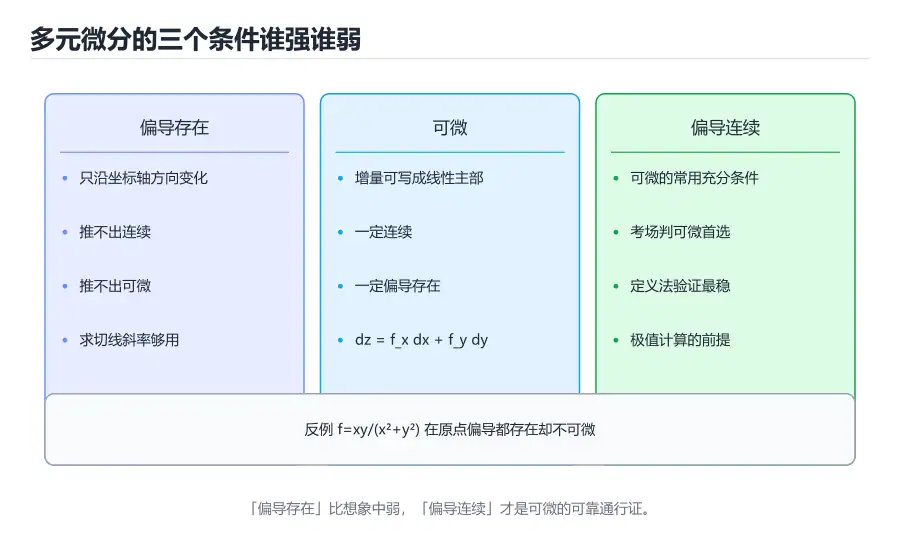 多元微分的三个条件谁强谁弱
偏导存在
• 只沿坐标轴方向变化
• 推不出连续
• 推不出可微
• 求切线斜率够用
可微
• 增量可写成线性主部
• 一定连续
• 一定偏导存在
• dz = f_x dx + f_y dy
偏导连续
• 可微的常用充分条件
• 考场判可微首选
• 定义法验证最稳
• 极值计算的前提
反例 f=xy/(x²+y²) 在原点偏导都存在却不可微
「偏导存在」比想象中弱，「偏导连续」才是可微的可靠通行证。